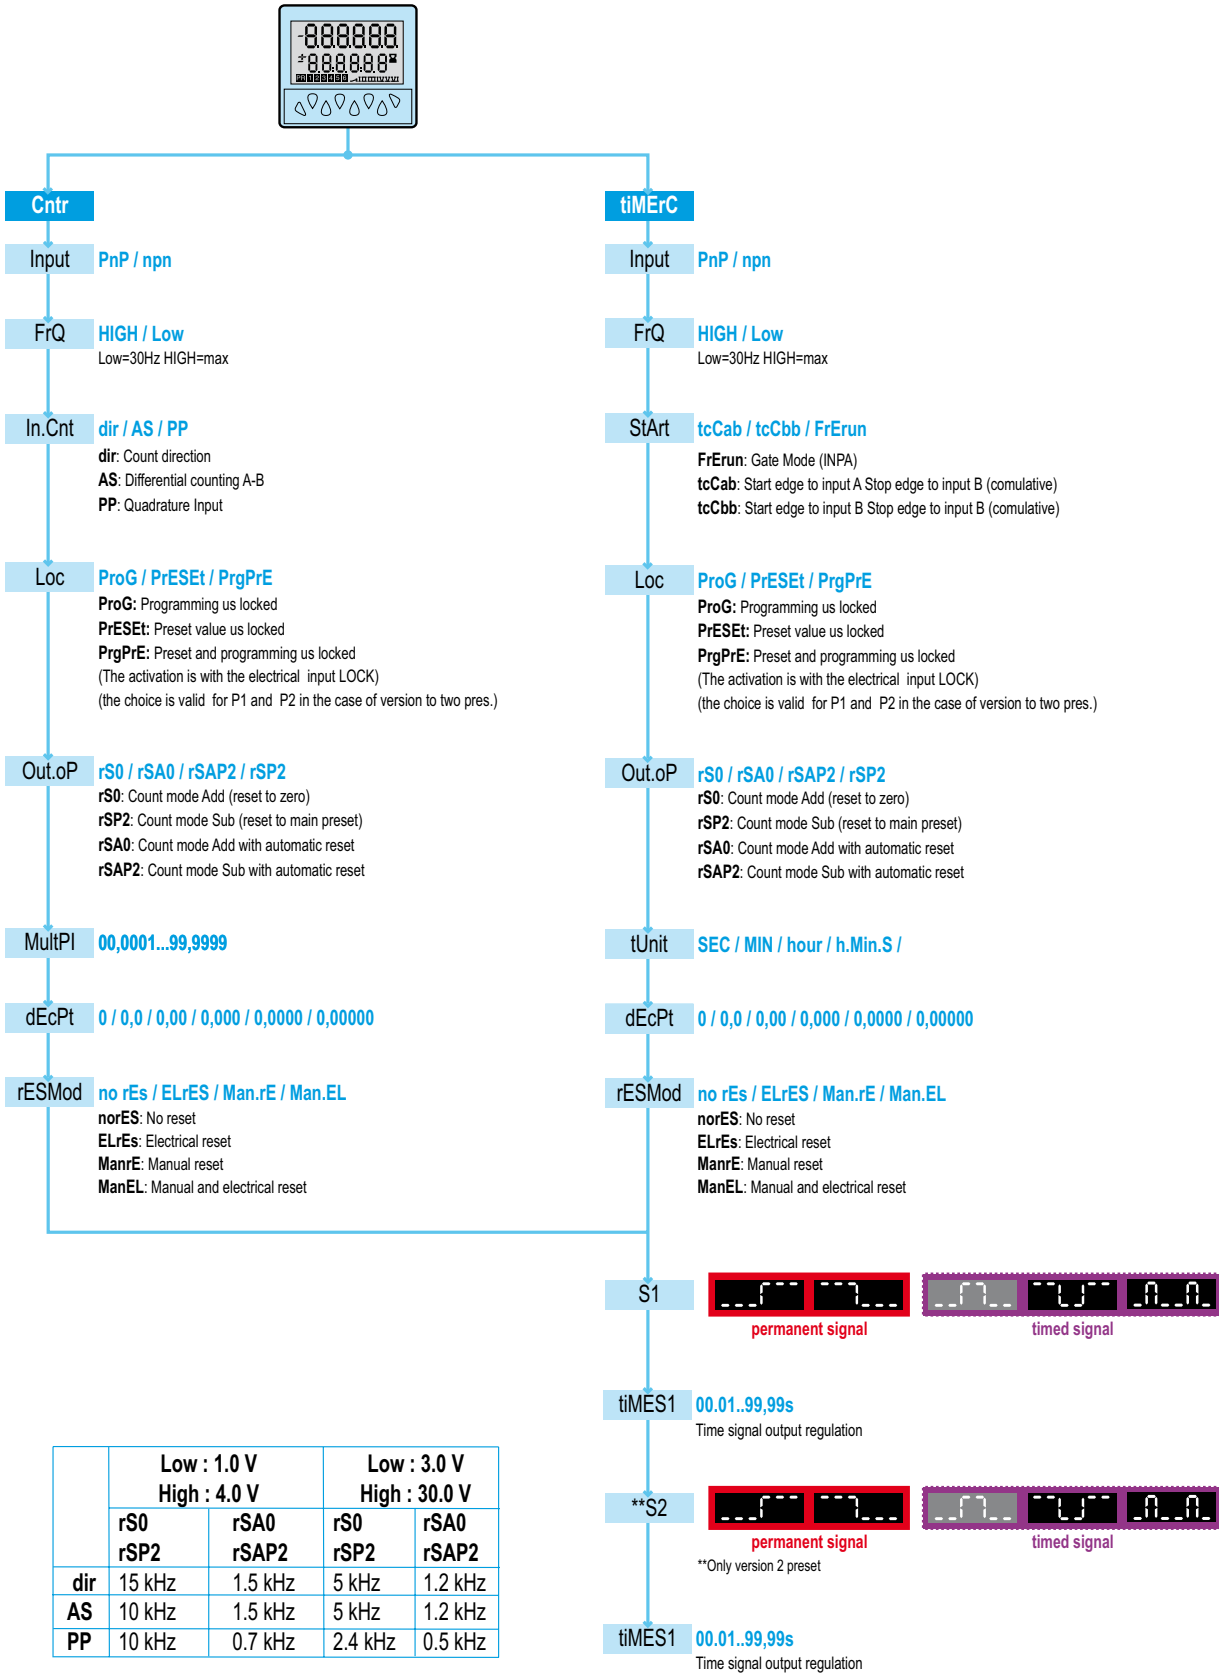 -888888
±88:88:88
PR 1 2 3 4 5 6
Cntr
Input PnP / npn
FrQ HIGH / Low
Low=30Hz HIGH=max
In.Cnt dir / AS / PP
dir: Count direction
AS: Differential counting A-B
PP: Quadrature Input
Loc ProG / PrESEt / PrgPrE
ProG: Programming us locked
PrESEt: Preset value us locked
PrgPrE: Preset and programming us locked
(The activation is with the electrical input LOCK)
(the choice is valid for P1 and P2 in the case of version to two pres.)
Out.oP rS0 / rSA0 / rSAP2 / rSP2
rS0: Count mode Add (reset to zero)
rSP2: Count mode Sub (reset to main preset)
rSA0: Count mode Add with automatic reset
rSAP2: Count mode Sub with automatic reset
MultPl 00,0001...99,9999
dEcPt 0 / 0,0 / 0,00 / 0,000 / 0,0000 / 0,00000
rESMod no rEs / ELrES / Man.rE / Man.EL
norES: No reset
ELrEs: Electrical reset
ManrE: Manual reset
ManEL: Manual and electrical reset
tiMErC
Input PnP / npn
FrQ HIGH / Low
Low=30Hz HIGH=max
StArt tcCab / tcCbb / FrErun
FrErun: Gate Mode (INPA)
tcCab: Start edge to input A Stop edge to input B (comulative)
tcCbb: Start edge to input B Stop edge to input B (comulative)
Loc ProG / PrESEt / PrgPrE
ProG: Programming us locked
PrESEt: Preset value us locked
PrgPrE: Preset and programming us locked
(The activation is with the electrical input LOCK)
(the choice is valid for P1 and P2 in the case of version to two pres.)
Out.oP rS0 / rSA0 / rSAP2 / rSP2
rS0: Count mode Add (reset to zero)
rSP2: Count mode Sub (reset to main preset)
rSA0: Count mode Add with automatic reset
rSAP2: Count mode Sub with automatic reset
tUnit SEC / MIN / hour / h.Min.S /
dEcPt 0 / 0,0 / 0,00 / 0,000 / 0,0000 / 0,00000
rESMod no rEs / ELrES / Man.rE / Man.EL
norES: No reset
ELrEs: Electrical reset
ManrE: Manual reset
ManEL: Manual and electrical reset
S1
permanent signal timed signal
tiMES1 00.01..99,99s
Time signal output regulation
**S2
permanent signal timed signal
**Only version 2 preset
tiMES1 00.01..99,99s
Time signal output regulation
Low : 1.0 V Low : 3.0 V
High : 4.0 V High : 30.0 V
rS0 rSA0 rS0 rSA0
rSP2 rSAP2 rSP2 rSAP2
dir 15 kHz 1.5 kHz 5 kHz 1.2 kHz
AS 10 kHz 1.5 kHz 5 kHz 1.2 kHz
PP 10 kHz 0.7 kHz 2.4 kHz 0.5 kHz